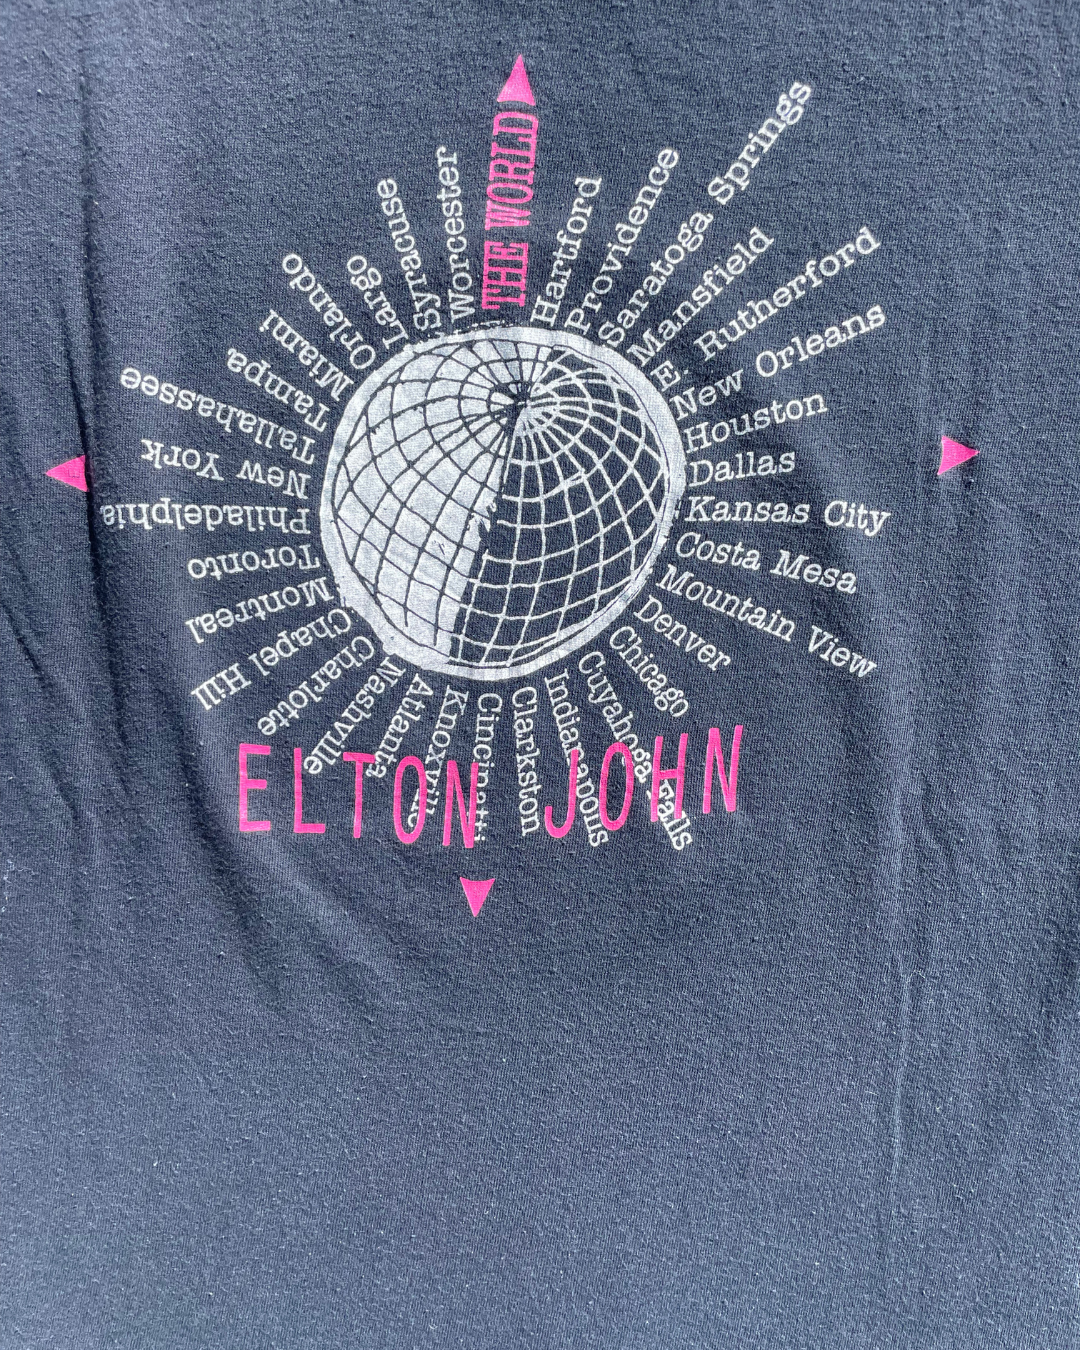 THE WORLD
Hartford
Providence
Saratoga Springs
Mansfield
E. Rutherford
New Orleans
Houston
Dallas
Kansas City
Costa Mesa
Mountain View
Denver
Chicago
Cuyahoga Falls
Indianapolis
Clarkston
Cincinatti
Knoxville
Atlanta
Nashville
Charlotte
Chapel Hill
Montreal
Toronto
Philadelphia
New York
Tallahassee
Tampa
Miami
Orlando
Largo
Syracuse
Worcester
ELTON JOHN